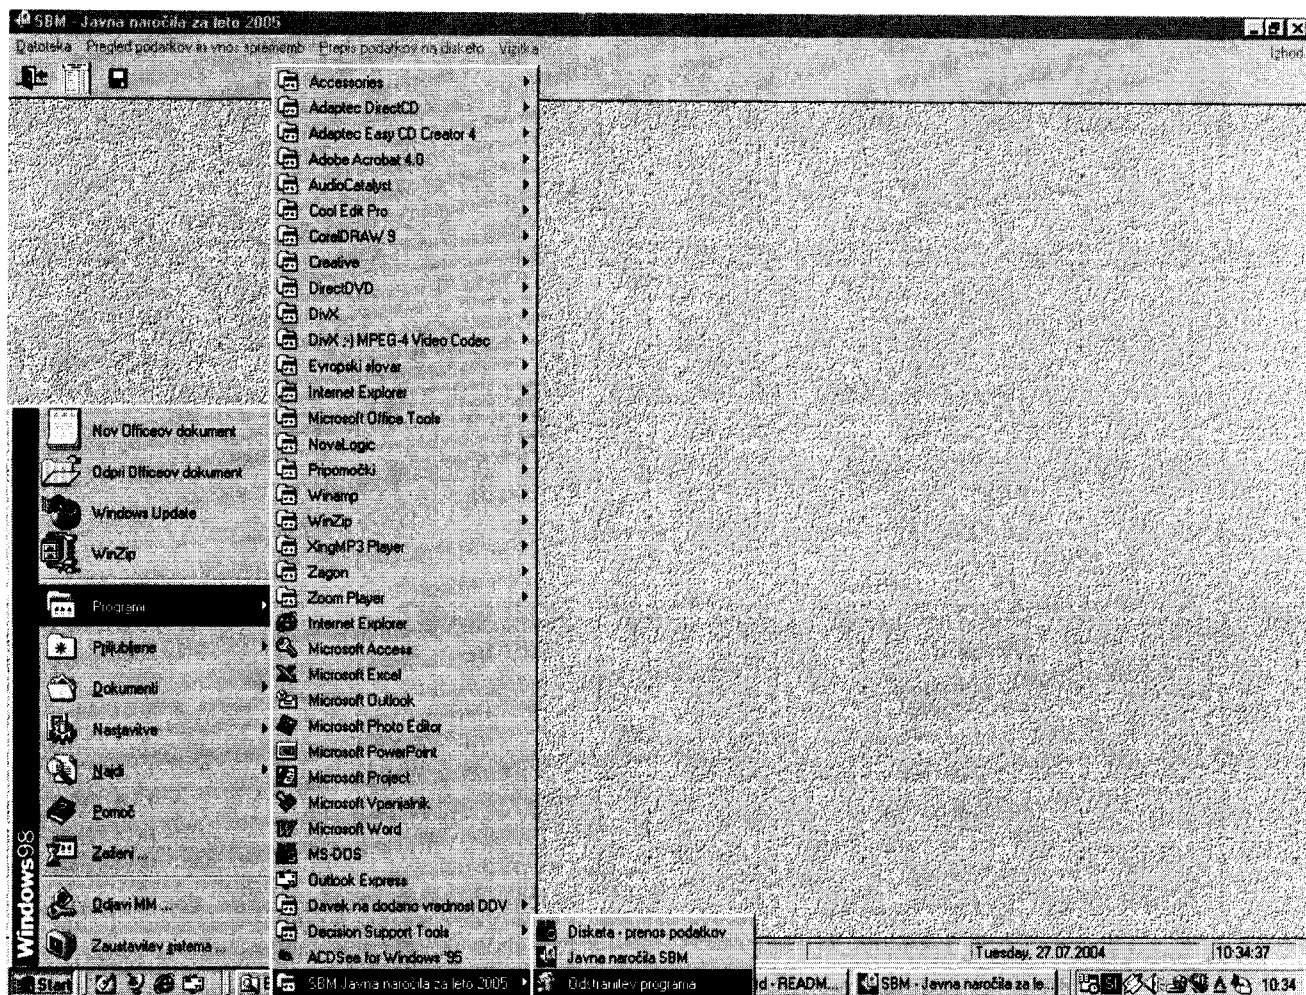 SBM - Javna naročila za leto 2005
Datoteka Pregled podatkov in vnos sprememb Prepis podatkov na disketo Vizitka Izhod
Accessories
Adaptec DirectCD
Adaptec Easy CD Creator 4
Adobe Acrobat 4.0
AudioCatalyst
Cool Edit Pro
CorelDRAW 9
Creative
DirectDVD
DivX
DivX ;-) MPEG-4 Video Codec
Evropski slovar
Internet Explorer
Microsoft Office Tools
NovaLogic
Pripomočki
Winamp
WinZip
XingMP3 Player
Zagon
Zoom Player
Internet Explorer
Microsoft Access
Microsoft Excel
Microsoft Outlook
Microsoft Photo Editor
Microsoft PowerPoint
Microsoft Project
Microsoft Vpenjalnik
Microsoft Word
MS-DOS
Outlook Express
Davek na dodano vrednost DDV
Decision Support Tools
ACDSee for Windows '95
SBM Javna naročila za leto 2005
Nov Officeov dokument
Odpri Officeov dokument
Windows Update
WinZip
Programi
Priljubljene
Dokumenti
Nastavitve
Najdi
Pomoč
Zaženi ...
Odjavi MM ...
Zaustavitev sistema ...
Windows98
Disketa - prenos podatkov
Javna naročila SBM
Odstranitev programa
Tuesday, 27.07.2004 10:34:37
Start d - READM... SBM - Javna naročila za le... SI 10:34